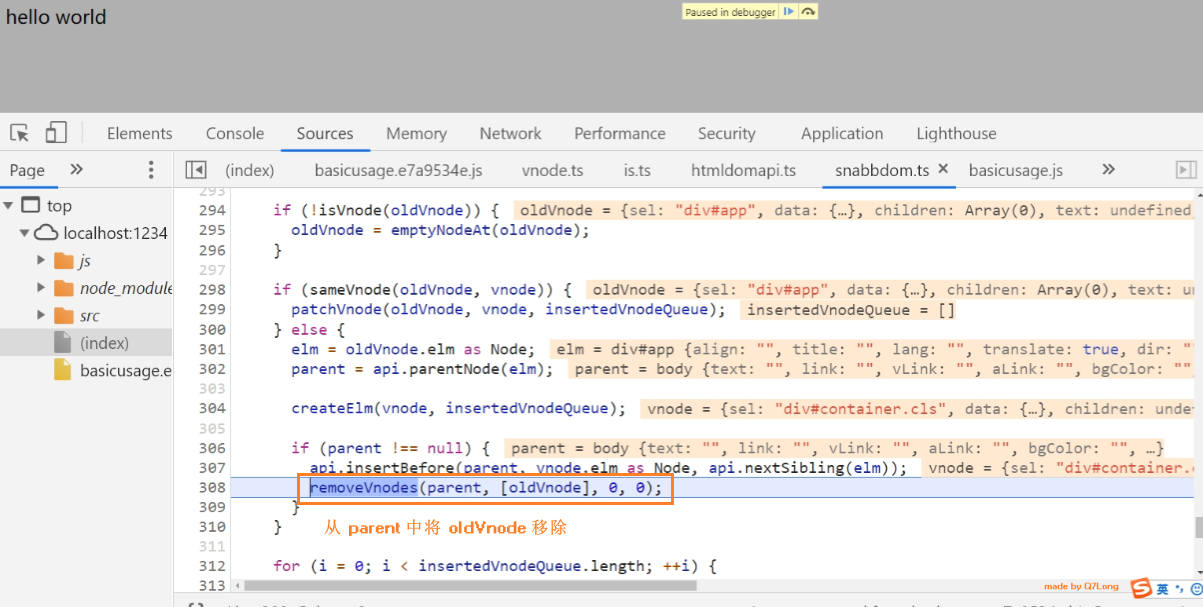 hello world
Paused in debugger
Elements Console Sources Memory Network Performance Security Application Lighthouse
Page (index) basicusage.e7a9534e.js vnode.ts is.ts htmldomapi.ts snabbdom.ts × basicusage.js
top
localhost:1234
js
node_module
src
(index)
basicusage.e
293
294 if (!isVnode(oldVnode)) { oldVnode = {sel: "div#app", data: {…}, children: Array(0), text: undefined
295 oldVnode = emptyNodeAt(oldVnode);
296 }
297
298 if (sameVnode(oldVnode, vnode)) { oldVnode = {sel: "div#app", data: {…}, children: Array(0), text: un
299 patchVnode(oldVnode, vnode, insertedVnodeQueue); insertedVnodeQueue = []
300 } else {
301 elm = oldVnode.elm as Node; elm = div#app {align: "", title: "", lang: "", translate: true, dir: "
302 parent = api.parentNode(elm); parent = body {text: "", link: "", vLink: "", aLink: "", bgColor: ""
303
304 createElm(vnode, insertedVnodeQueue); vnode = {sel: "div#container.cls", data: {…}, children: unde
305
306 if (parent !== null) { parent = body {text: "", link: "", vLink: "", aLink: "", bgColor: "", …}
307 api.insertBefore(parent, vnode.elm as Node, api.nextSibling(elm)); vnode = {sel: "div#container.
308 removeVnodes(parent, [oldVnode], 0, 0);
309 }
310 } 从 parent 中将 oldVnode 移除
311
312 for (i = 0; i < insertedVnodeQueue.length; ++i) {
313
made by Q7Long
英